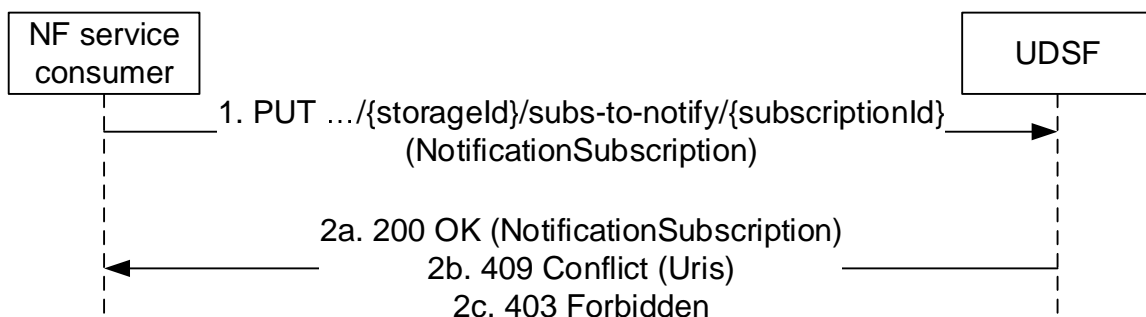 NF service
consumer
UDSF
1. PUT …/{storageId}/subs-to-notify/{subscriptionId}
(NotificationSubscription)
2a. 200 OK (NotificationSubscription)
2b. 409 Conflict (Uris)
2c. 403 Forbidden